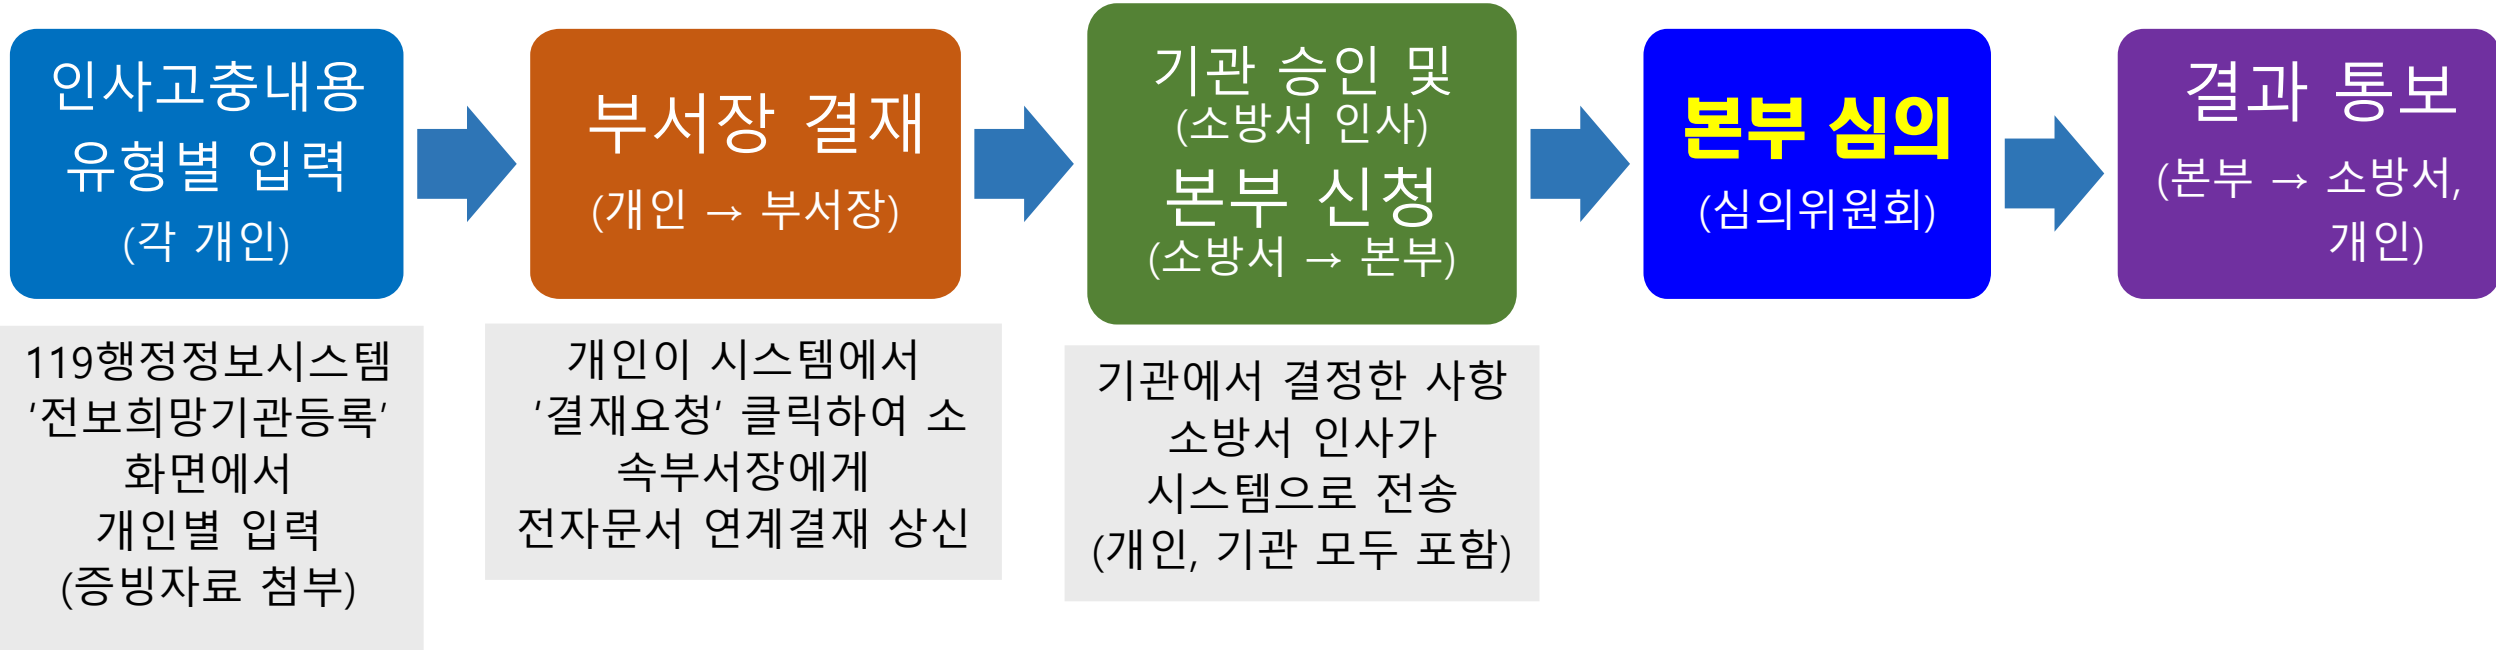 인사고충내용
유형별 입력
(각 개인)
부서장 결재
(개인 → 부서장)
기관 승인 및
(소방서 인사)
본부 신청
(소방서 → 본부)
본부 심의
(심의위원회)
결과 통보
(본부 → 소방서,
개인)
119행정정보시스템
'전보희망기관등록'
화면에서
개인별 입력
(증빙자료 첨부)
개인이 시스템에서
'결재요청' 클릭하여 소
속부서장에게
전자문서 연계결재 상신
기관에서 결정한 사항
소방서 인사가
시스템으로 전송
(개인, 기관 모두 포함)